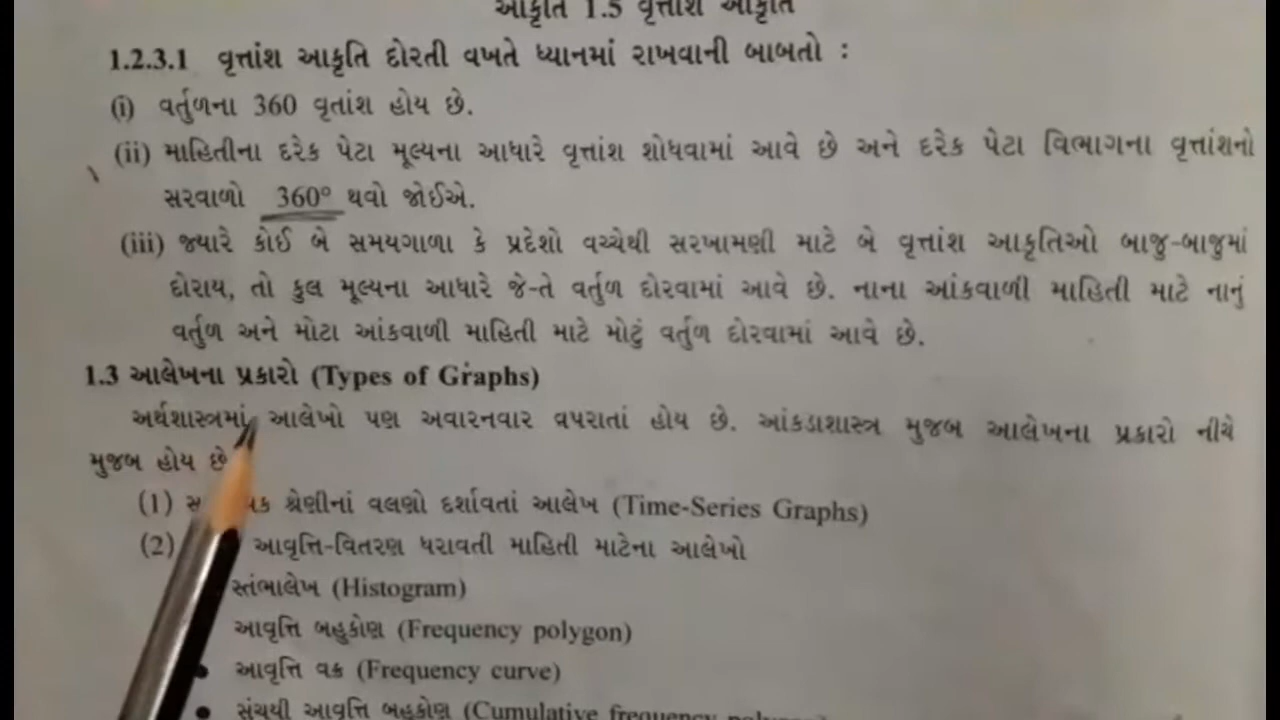 આકૃતિ 1.5 વૃત્તાંશ આકૃતિ
1.2.3.1 વૃત્તાંશ આકૃતિ દોરતી વખતે ધ્યાનમાં રાખવાની બાબતો :
(i) વર્તુળના 360 વૃતાંશ હોય છે.
(ii) માહિતીના દરેક પેટા મૂલ્યના આધારે વૃત્તાંશ શોધવામાં આવે છે અને દરેક પેટા વિભાગના વૃત્તાંશનો
સરવાળો 360° થવો જોઈએ.
(iii) જ્યારે કોઈ બે સમયગાળા કે પ્રદેશો વચ્ચેથી સરખામણી માટે બે વૃત્તાંશ આકૃતિઓ બાજુ-બાજુમાં
દોરાય, તો કુલ મૂલ્યના આધારે જે-તે વર્તુળ દોરવામાં આવે છે. નાના આંકવાળી માહિતી માટે નાનું
વર્તુળ અને મોટા આંકવાળી માહિતી માટે મોટું વર્તુળ દોરવામાં આવે છે.
1.3 આલેખના પ્રકારો (Types of Graphs)
અર્થશાસ્ત્રમાં આલેખો પણ અવારનવાર વપરાતાં હોય છે. આંકડાશાસ્ત્ર મુજબ આલેખના પ્રકારો નીચે
મુજબ હોય છે
(1) શ્રેણીનાં વલણો દર્શાવતાં આલેખ (Time-Series Graphs)
(2) આવૃત્તિ-વિતરણ ધરાવતી માહિતી માટેના આલેખો
સ્તંભાલેખ (Histogram)
આવૃત્તિ બહુકોણ (Frequency polygon)
• આવૃત્તિ વક્ર (Frequency curve)
• સંચયી આવૃત્તિ બહુકોણ (Cumulative frequency polygon)